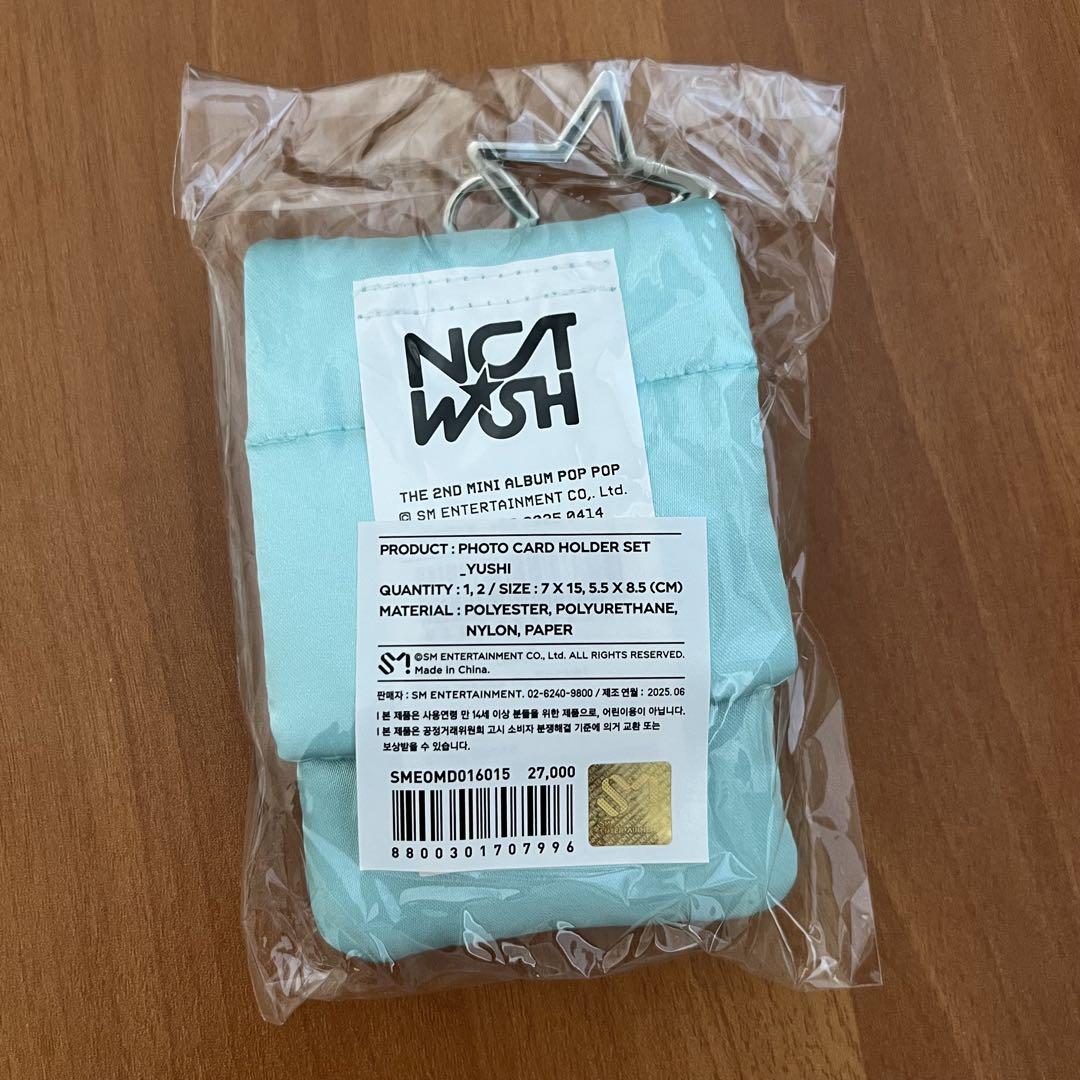 NCT
WISH
THE 2ND MINI ALBUM POP POP
© SM ENTERTAINMENT CO,. Ltd.
2025.0414
PRODUCT : PHOTO CARD HOLDER SET
_YUSHI
QUANTITY : 1, 2 / SIZE : 7 X 15, 5.5 X 8.5 (CM)
MATERIAL : POLYESTER, POLYURETHANE,
NYLON, PAPER
SM ©SM ENTERTAINMENT CO., Ltd. ALL RIGHTS RESERVED.
Made in China.
판매자 : SM ENTERTAINMENT. 02-6240-9800 / 제조 연월 : 2025.06
l 본 제품은 사용연령 만 14세 이상 분들을 위한 제품으로, 어린이용이 아닙니다.
l 본 제품은 공정거래위원회 고시 소비자 분쟁해결 기준에 의거 교환 또는
보상받을 수 있습니다.
SMEOMD016015 27,000
8800301707996
SM
SM
ENTERTAINMENT